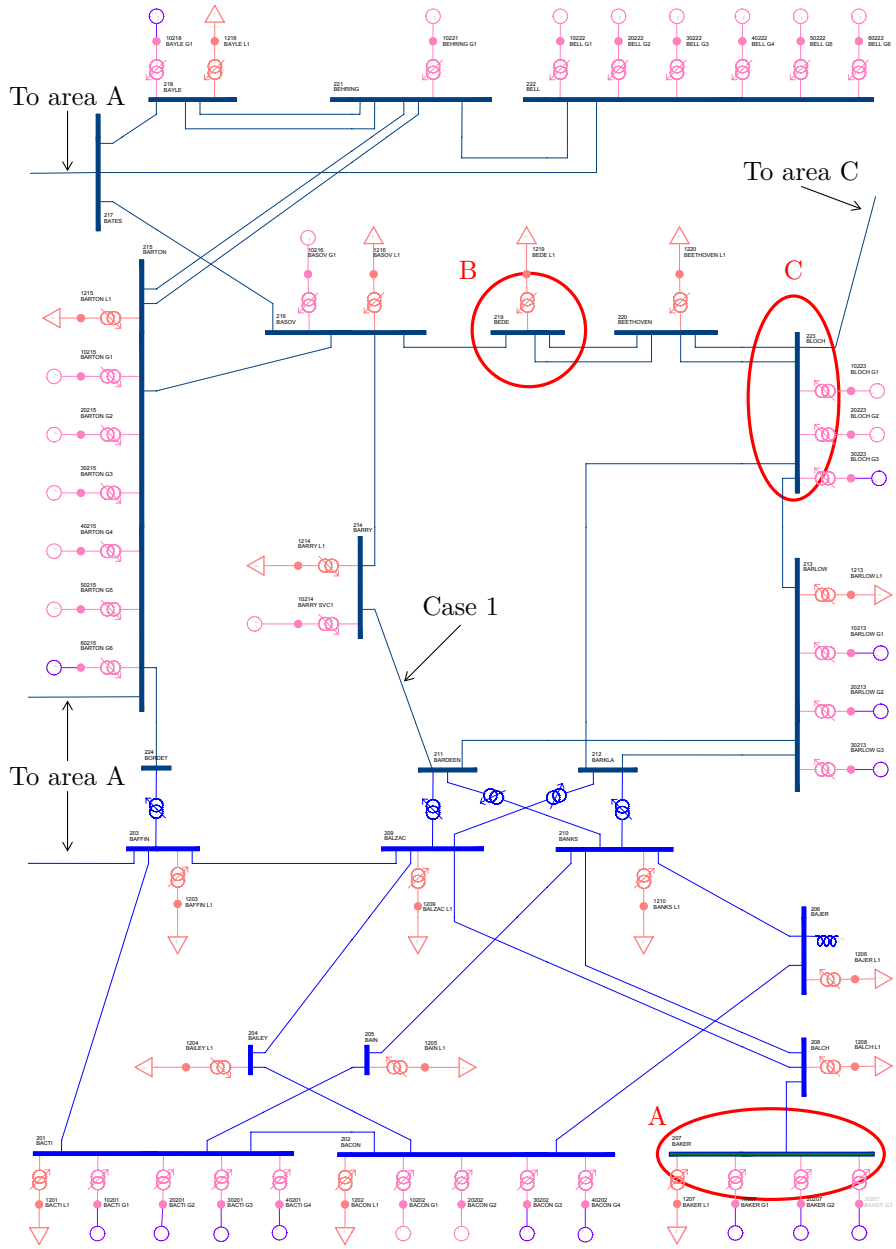 10218
BAYLE G1
1218
BAYLE L1
10221
BEHRING G1
10222
BELL G1
20222
BELL G2
30222
BELL G3
40222
BELL G4
50222
BELL G5
60222
BELL G6
218
BAYLE
221
BEHRING
222
BELL
To area A
217
BATES
To area C
215
BARTON
10216
BASOV G1
1216
BASOV L1
B
1219
BEDE L1
1220
BEETHOVEN L1
C
1215
BARTON L1
216
BASOV
219
BEDE
220
BEETHOVEN
223
BLOCH
10215
BARTON G1
10223
BLOCH G1
20215
BARTON G2
20223
BLOCH G2
30215
BARTON G3
30223
BLOCH G3
40215
BARTON G4
214
BARRY
1214
BARRY L1
213
BARLOW
1213
BARLOW L1
50215
BARTON G5
10214
BARRY SVC1
Case 1
10213
BARLOW G1
60215
BARTON G6
20213
BARLOW G2
224
BORDET
211
BARDEEN
212
BARKLA
30213
BARLOW G3
To area A
203
BAFFIN
209
BALZAC
210
BANKS
1203
BAFFIN L1
1209
BALZAC L1
1210
BANKS L1
206
BAJER
1206
BAJER L1
204
BAILEY
1204
BAILEY L1
205
BAIN
1205
BAIN L1
208
BALCH
1208
BALCH L1
A
201
BACTI
202
BACON
207
BAKER
1201
BACTI L1
10201
BACTI G1
20201
BACTI G2
30201
BACTI G3
40201
BACTI G4
1202
BACON L1
10202
BACON G1
20202
BACON G2
30202
BACON G3
40202
BACON G4
1207
BAKER L1
10207
BAKER G1
20207
BAKER G2
30207
BAKER G3